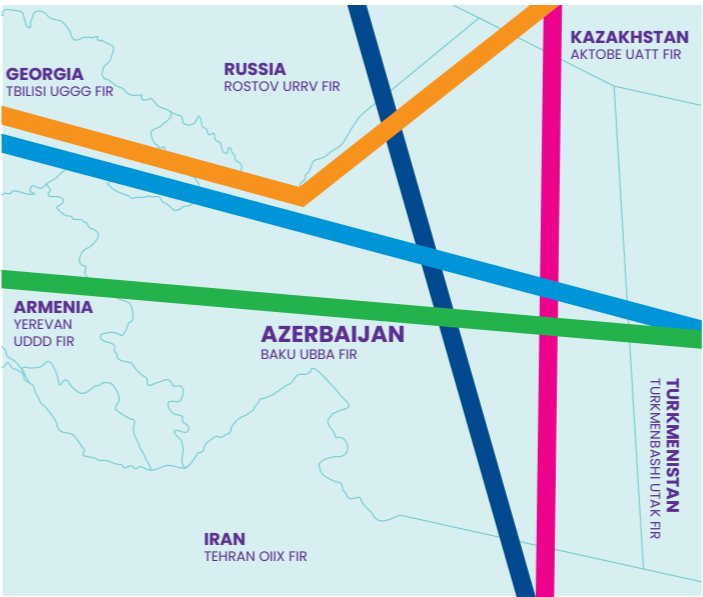 KAZAKHSTAN
AKTOBE UATT FIR
GEORGIA
TBILISI UGGG FIR
RUSSIA
ROSTOV URRV FIR
ARMENIA
YEREVAN
UDDD FIR
AZERBAIJAN
BAKU UBBA FIR
TURKMENISTAN
TURKMENBASHI UTAK FIR
IRAN
TEHRAN OIIX FIR